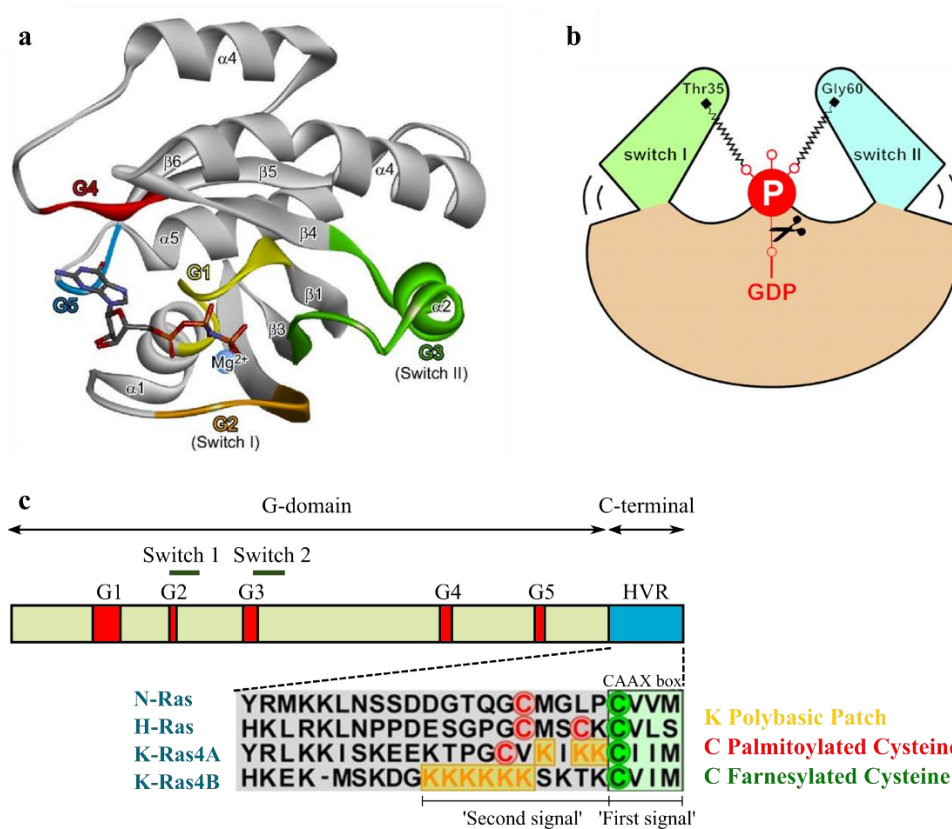 a
α4
β6
β5
α4
G4
α5
β4
G1
G5
β1
α2
β3
Mg2+
G3
(Switch II)
α1
G2
(Switch I)
b
Thr35
Gly60
switch I
switch II
P
GDP
c
G-domain
C-terminal
Switch 1
Switch 2
G1
G2
G3
G4
G5
HVR
CAAX box
N-Ras YRMKKLNSSDDGTQGCMGLPCVVM
H-Ras HKLRKLNPPDESGPGCMSCKCVLS
K-Ras4A YRLKKISKEEKTPGCVKIKKCIIM
K-Ras4B HKEK-MSKDGKKKKKKSKTKCVIM
K Polybasic Patch
C Palmitoylated Cysteine
C Farnesylated Cysteine
'Second signal' 'First signal'